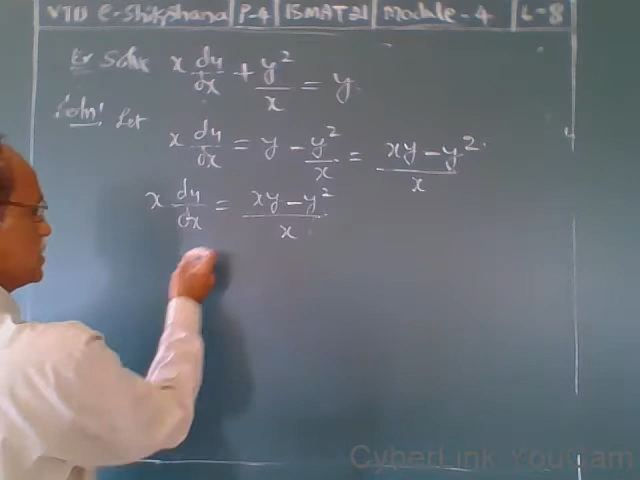 VTU E-Shikshana P-4 15MAT21 Module-4 L-8
Ex: Solve x dy/dx + y²/x = y
Soln: Let
x dy/dx = y - y²/x = (xy - y²)/x
x dy/dx = (xy - y²)/x
CyberLink YouCam